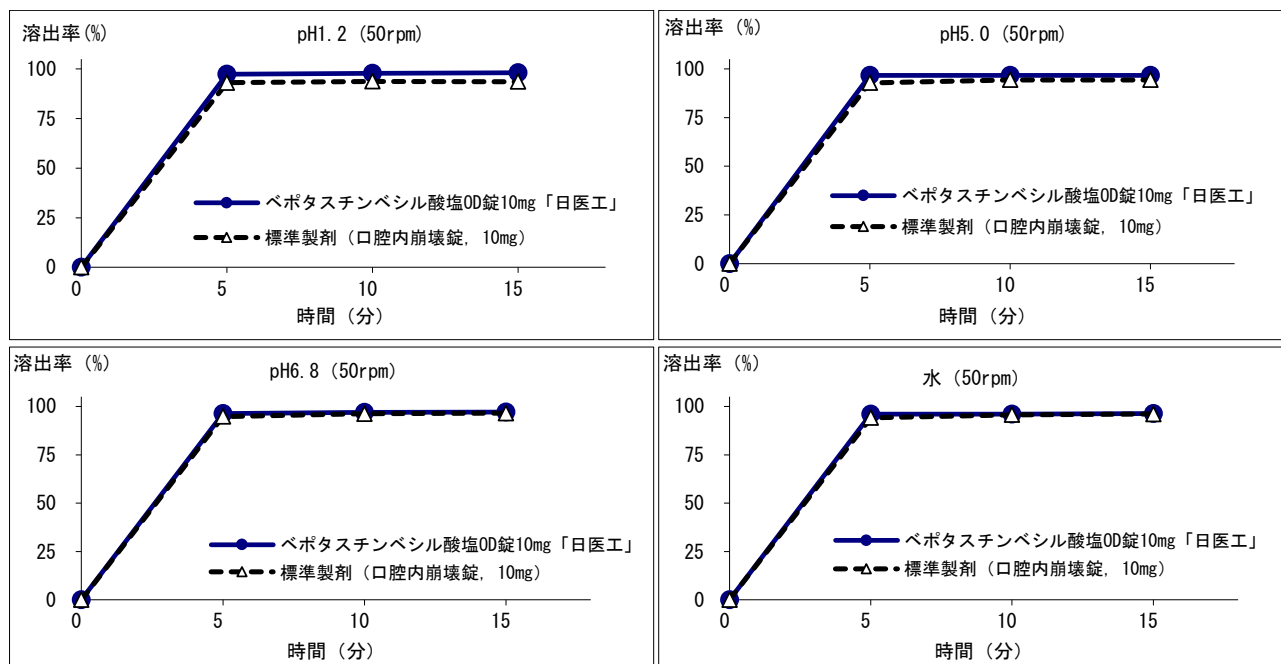 溶出率(%)
pH1.2 (50rpm)
100
75
50
25
0
ベポタスチンベシル酸塩OD錠10mg「日医工」
標準製剤（口腔内崩壊錠, 10mg）
0 5 10 15
時間（分）
溶出率 (%)
pH5.0 (50rpm)
100
75
50
25
0
ベポタスチンベシル酸塩OD錠10mg「日医工」
標準製剤（口腔内崩壊錠, 10mg）
0 5 10 15
時間（分）
溶出率 (%)
pH6.8 (50rpm)
100
75
50
25
0
ベポタスチンベシル酸塩OD錠10mg「日医工」
標準製剤（口腔内崩壊錠, 10mg）
0 5 10 15
時間（分）
溶出率 (%)
水 (50rpm)
100
75
50
25
0
ベポタスチンベシル酸塩OD錠10mg「日医工」
標準製剤（口腔内崩壊錠, 10mg）
0 5 10 15
時間（分）